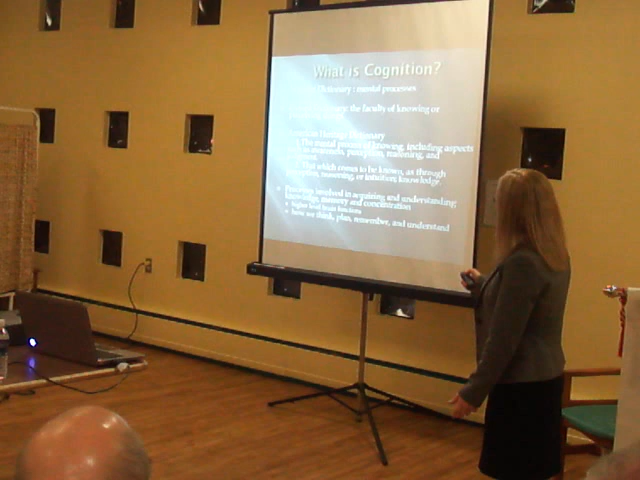 What is Cognition?
Dictionary : mental processes
the faculty of knowing or
Heritage Dictionary
The mental process of knowing, including aspects
perception, reasoning, and
That which comes to be known, as through
perception, reasoning, or intuition; knowledge.
Processes involved in acquiring and understanding
knowledge, memory and concentration
higher level brain functions
how we think, plan, remember, and understand